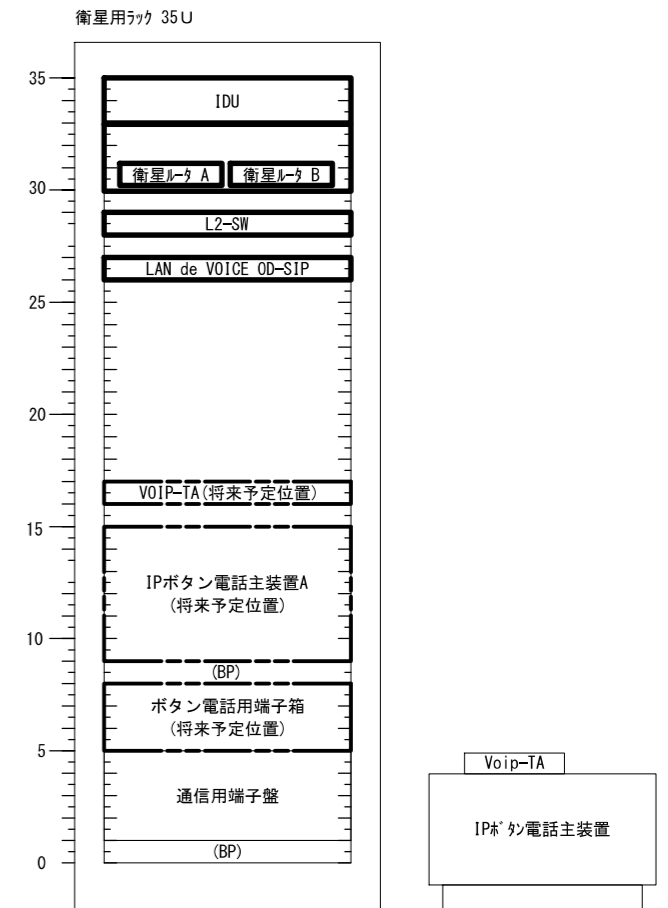 衛星用ﾗｯｸ 35U
35
IDU
衛星ﾙｰﾀ A
衛星ﾙｰﾀ B
30
L2-SW
LAN de VOICE OD-SIP
25
20
VOIP-TA(将来予定位置)
15
IPボタン電話主装置A
(将来予定位置)
10
(BP)
ボタン電話用端子箱
(将来予定位置)
5
通信用端子盤
(BP)
0
Voip-TA
IPﾎﾞﾀﾝ電話主装置